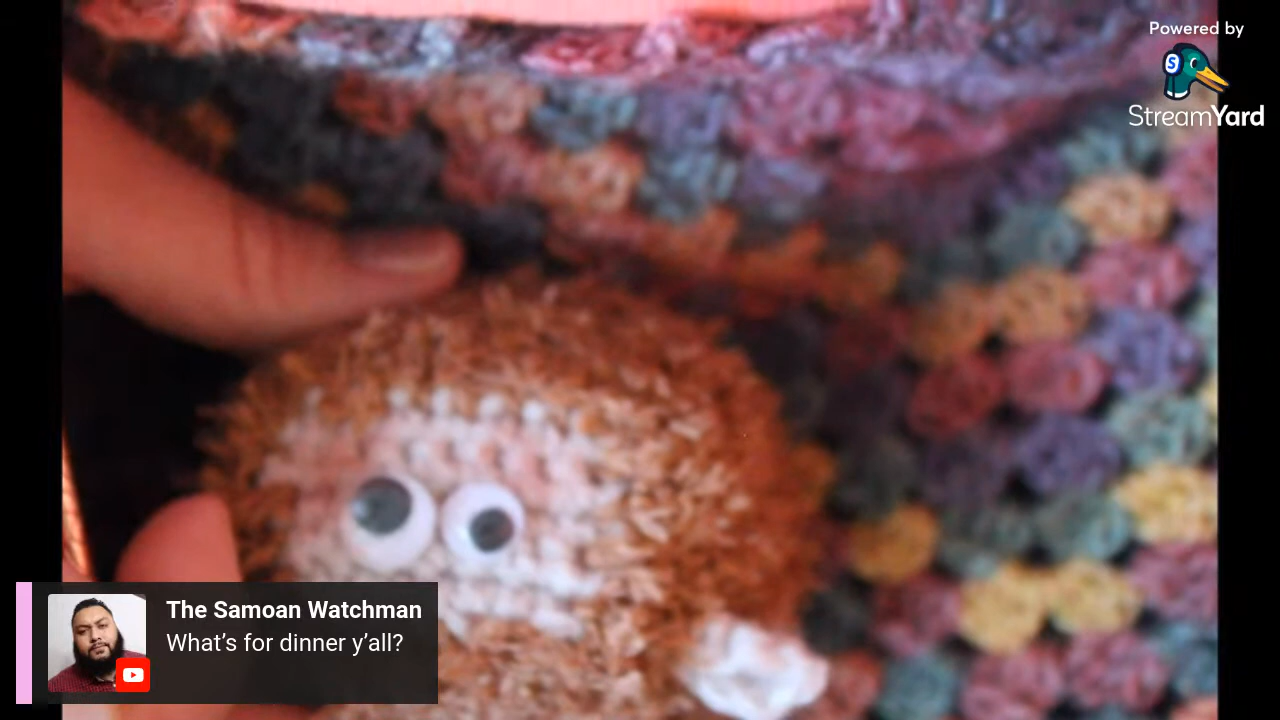 Powered by
S
StreamYard
The Samoan Watchman
What’s for dinner y’all?